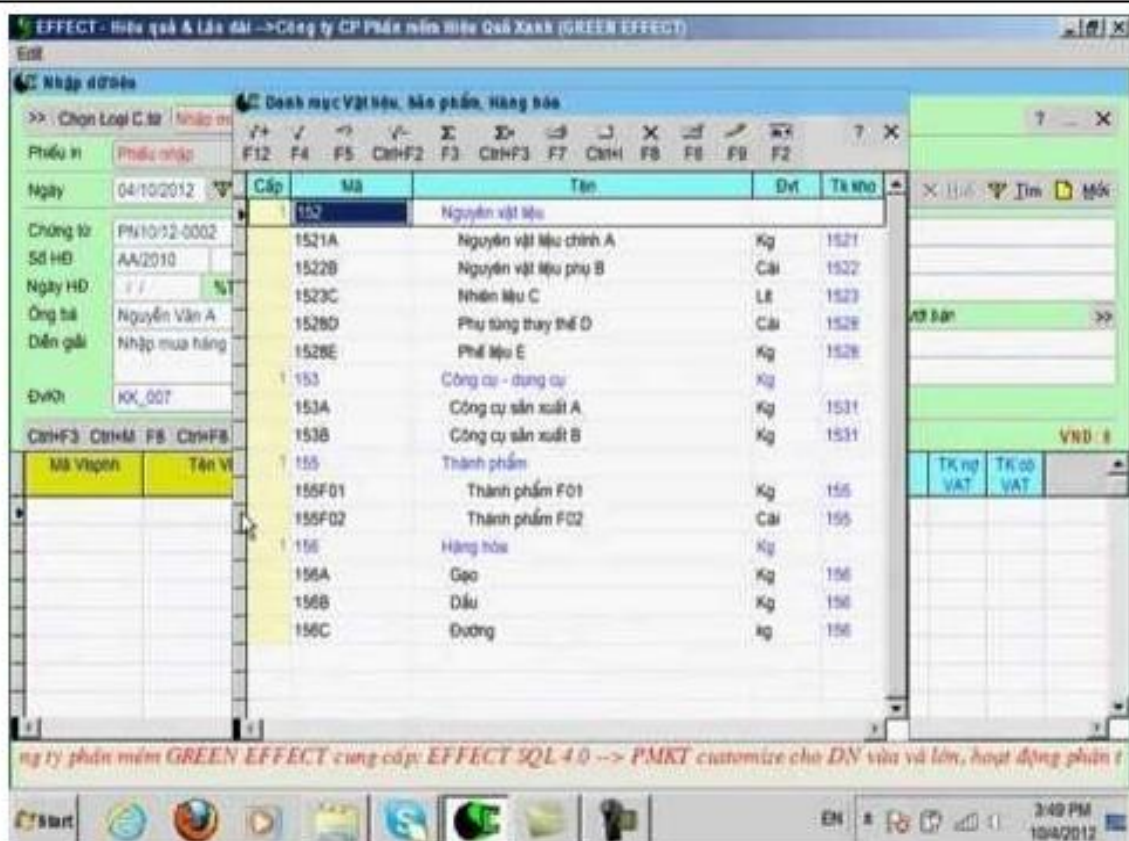 EFFECT - Hiệu quả & Lâu dài -->Công ty CP Phần mềm Hiệu Quả Xanh (GREEN EFFECT)
Edit
Nhập dữ liệu
Danh mục Vật liệu, Sản phẩm, Hàng hóa
>> Chọn Loại C.từ
F12 F4 F5 Ctrl+F2 F3 Ctrl+F3 F7 Ctrl+I F8 F6 F9 F2
Phiếu in Phiếu nhập
Ngày 04/10/2012
Chứng từ PN10/12-0002
Số HĐ AA/2010
Ngày HĐ / / %T
Ông bà Nguyễn Văn A
Diễn giải Nhập mua hàng
ĐvKh KK_007
Ctrl+F3 Ctrl+M F8 Ctrl+F8
Mã Vlsphh Tên Vl
Cấp Mã Tên Đvt Tk kho
1 152 Nguyên vật liệu
1521A Nguyên vật liệu chính A Kg 1521
1522B Nguyên vật liệu phụ B Cái 1522
1523C Nhiên liệu C Lít 1523
1528D Phụ tùng thay thế D Cái 1528
1528E Phế liệu E Kg 1528
1 153 Công cụ - dụng cụ Kg
153A Công cụ sản xuất A Kg 1531
153B Công cụ sản xuất B Kg 1531
1 155 Thành phẩm
155F01 Thành phẩm F01 Kg 155
155F02 Thành phẩm F02 Cái 155
1 156 Hàng hóa Kg
156A Gạo Kg 156
156B Dầu Kg 156
156C Đường kg 156
Huỷ Tìm Mới
ười bán >>
VND
TK nợ VAT TK có VAT
ng ty phần mềm GREEN EFFECT cung cấp: EFFECT SQL 4.0 --> PMKT customize cho DN vừa và lớn, hoạt động phân t
Start EN 3:49 PM
10/4/2012